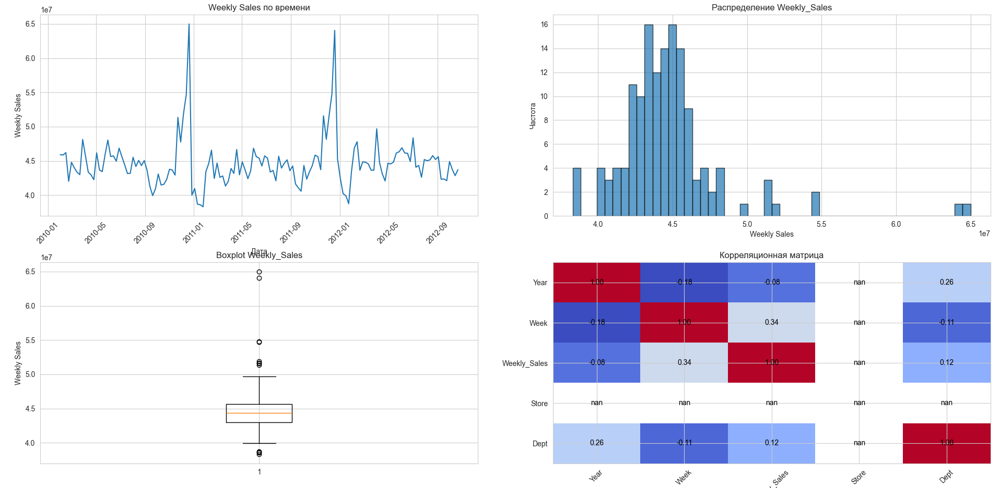 Weekly Sales по времени
1e7
6.5
6.0
5.5
5.0
4.5
4.0
Weekly Sales
2010-01
2010-05
2010-09
2011-01
2011-05
2011-09
2012-01
2012-05
2012-09
Дата
Распределение Weekly_Sales
16
14
12
10
8
6
4
2
0
Частота
4.0
4.5
5.0
5.5
6.0
6.5
1e7
Weekly Sales
Boxplot Weekly_Sales
1e7
6.5
6.0
5.5
5.0
4.5
4.0
Weekly Sales
1
Корреляционная матрица
Year 1.00 -0.18 -0.08 nan 0.26
Week -0.18 1.00 0.34 nan -0.11
Weekly_Sales -0.08 0.34 1.00 nan 0.12
Store nan nan nan nan nan
Dept 0.26 -0.11 0.12 nan 1.00
Year
Week
y_Sales
Store
Dept